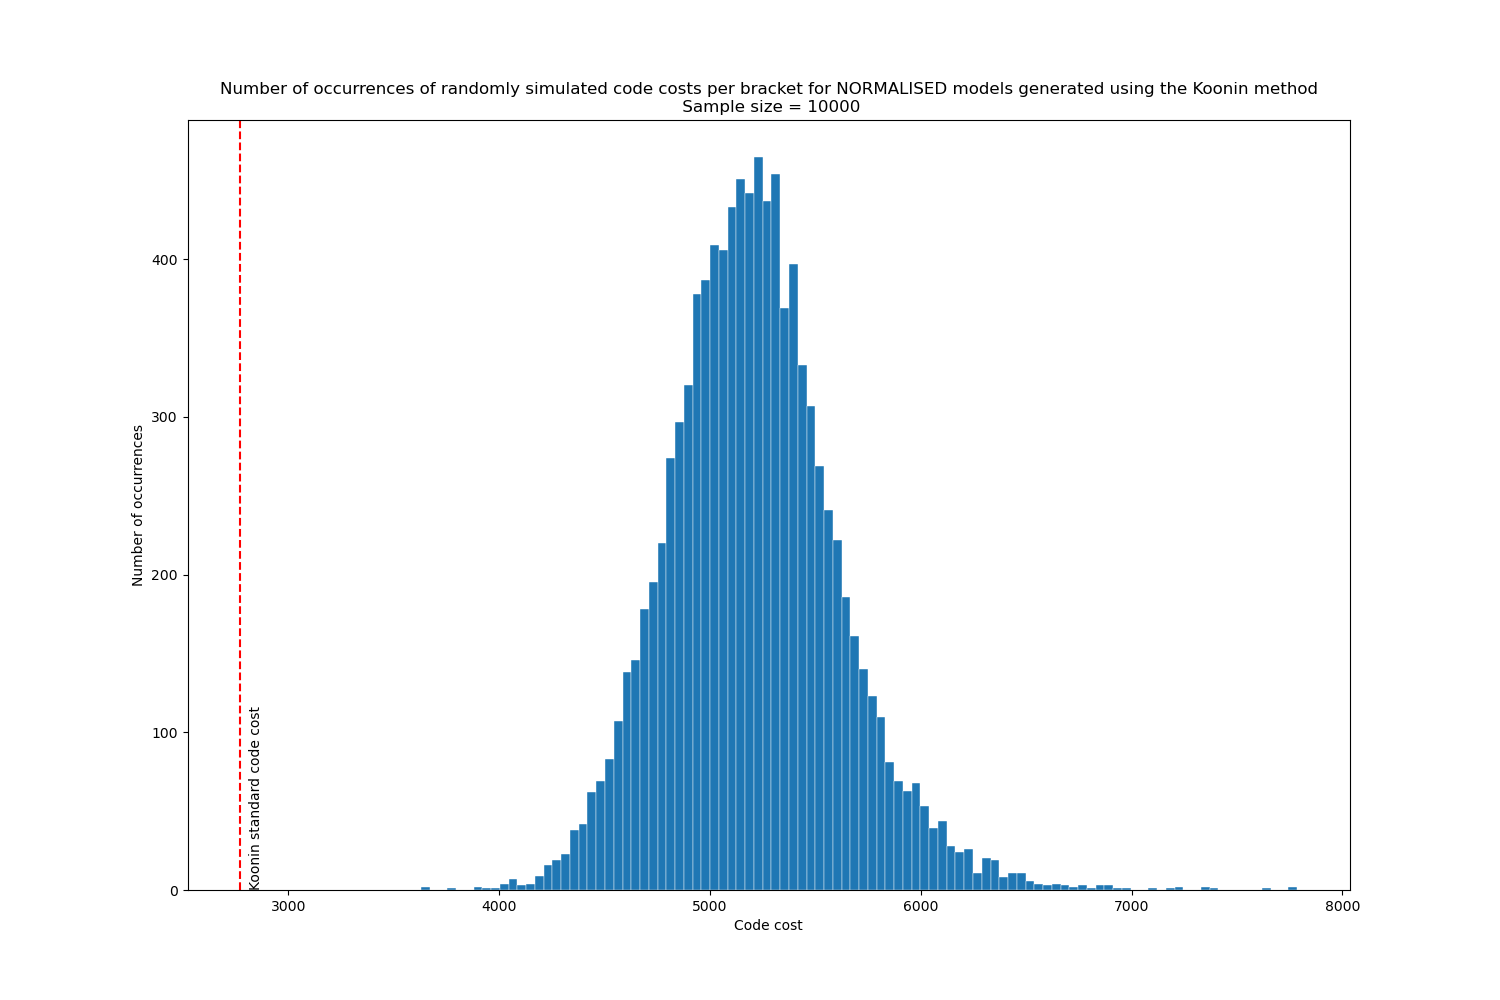 Number of occurrences of randomly simulated code costs per bracket for NORMALISED models generated using the Koonin method
Sample size = 10000
Number of occurrences
400
300
200
100
0
Koonin standard code cost
3000
4000
5000
6000
7000
8000
Code cost